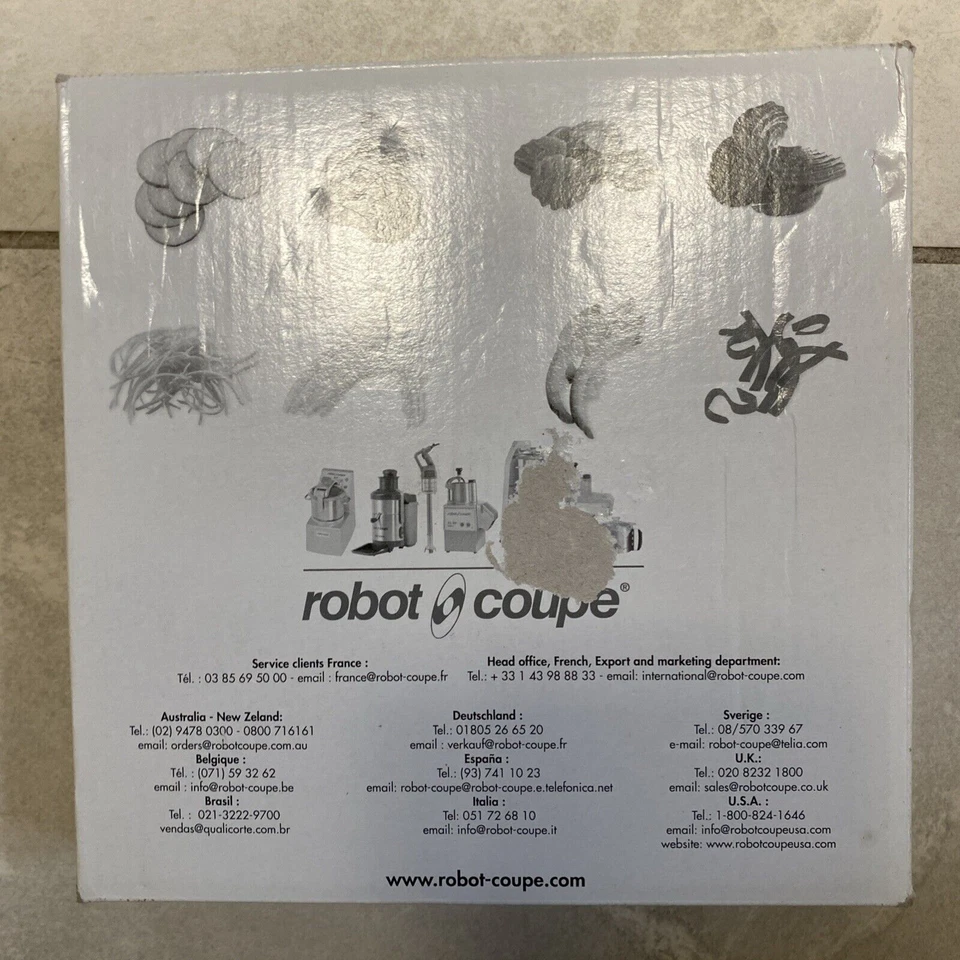 robot coupe®
Service clients France :
Tél. : 03 85 69 50 00 - email : france@robot-coupe.fr
Head office, French, Export and marketing department:
Tel.: + 33 1 43 98 88 33 - email: international@robot-coupe.com
Australia - New Zeland:
Tel.: (02) 9478 0300 - 0800 716161
email: orders@robotcoupe.com.au
Belgique :
Tél. : (071) 59 32 62
email : info@robot-coupe.be
Brasil :
Tel. : 021-3222-9700
vendas@qualicorte.com.br
Deutschland :
Tel.: 01805 26 65 20
email : verkauf@robot-coupe.fr
España :
Tel.: (93) 741 10 23
email: robot-coupe@robot-coupe.e.telefonica.net
Italia :
Tel: 051 72 68 10
email: info@robot-coupe.it
Sverige :
Tel.: 08/570 339 67
e-mail: robot-coupe@telia.com
U.K.:
Tel.: 020 8232 1800
email: sales@robotcoupe.co.uk
U.S.A. :
Tel.: 1-800-824-1646
email: info@robotcoupeusa.com
website: www.robotcoupeusa.com
www.robot-coupe.com